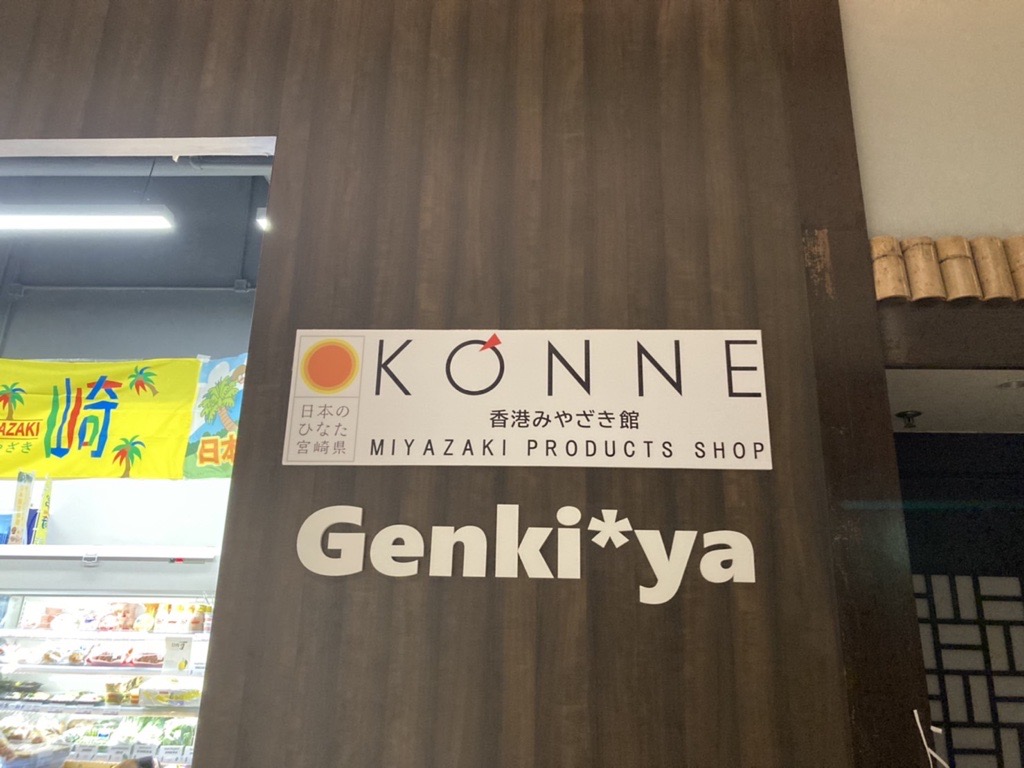 KONNE
香港みやざき館
MIYAZAKI PRODUCTS SHOP
日本の
ひなた
宮崎県
Genki*ya
崎
日